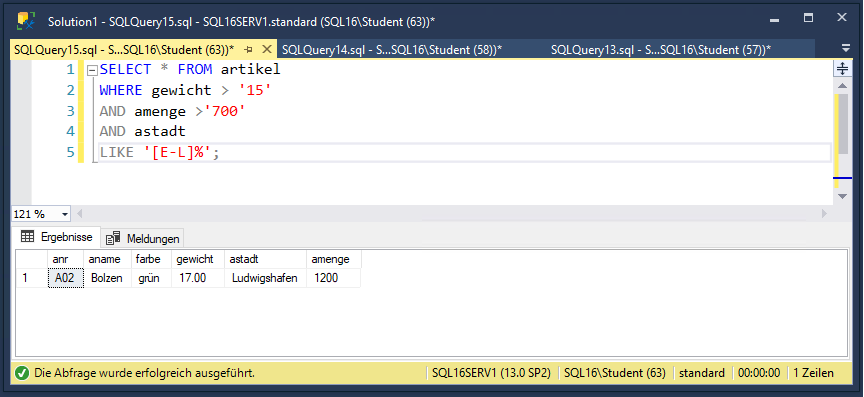 Solution1 - SQLQuery15.sql - SQL16SERV1.standard (SQL16\Student (63))*
SQLQuery15.sql - S...SQL16\Student (63))* SQLQuery14.sql - S...SQL16\Student (58))* SQLQuery13.sql - S...SQL16\Student (57))*
1 SELECT * FROM artikel
2 WHERE gewicht > '15'
3 AND amenge >'700'
4 AND astadt
5 LIKE '[E-L]%';
121 %
Ergebnisse Meldungen
anr aname farbe gewicht astadt amenge
1 A02 Bolzen grün 17.00 Ludwigshafen 1200
Die Abfrage wurde erfolgreich ausgeführt. SQL16SERV1 (13.0 SP2) SQL16\Student (63) standard 00:00:00 1 Zeilen